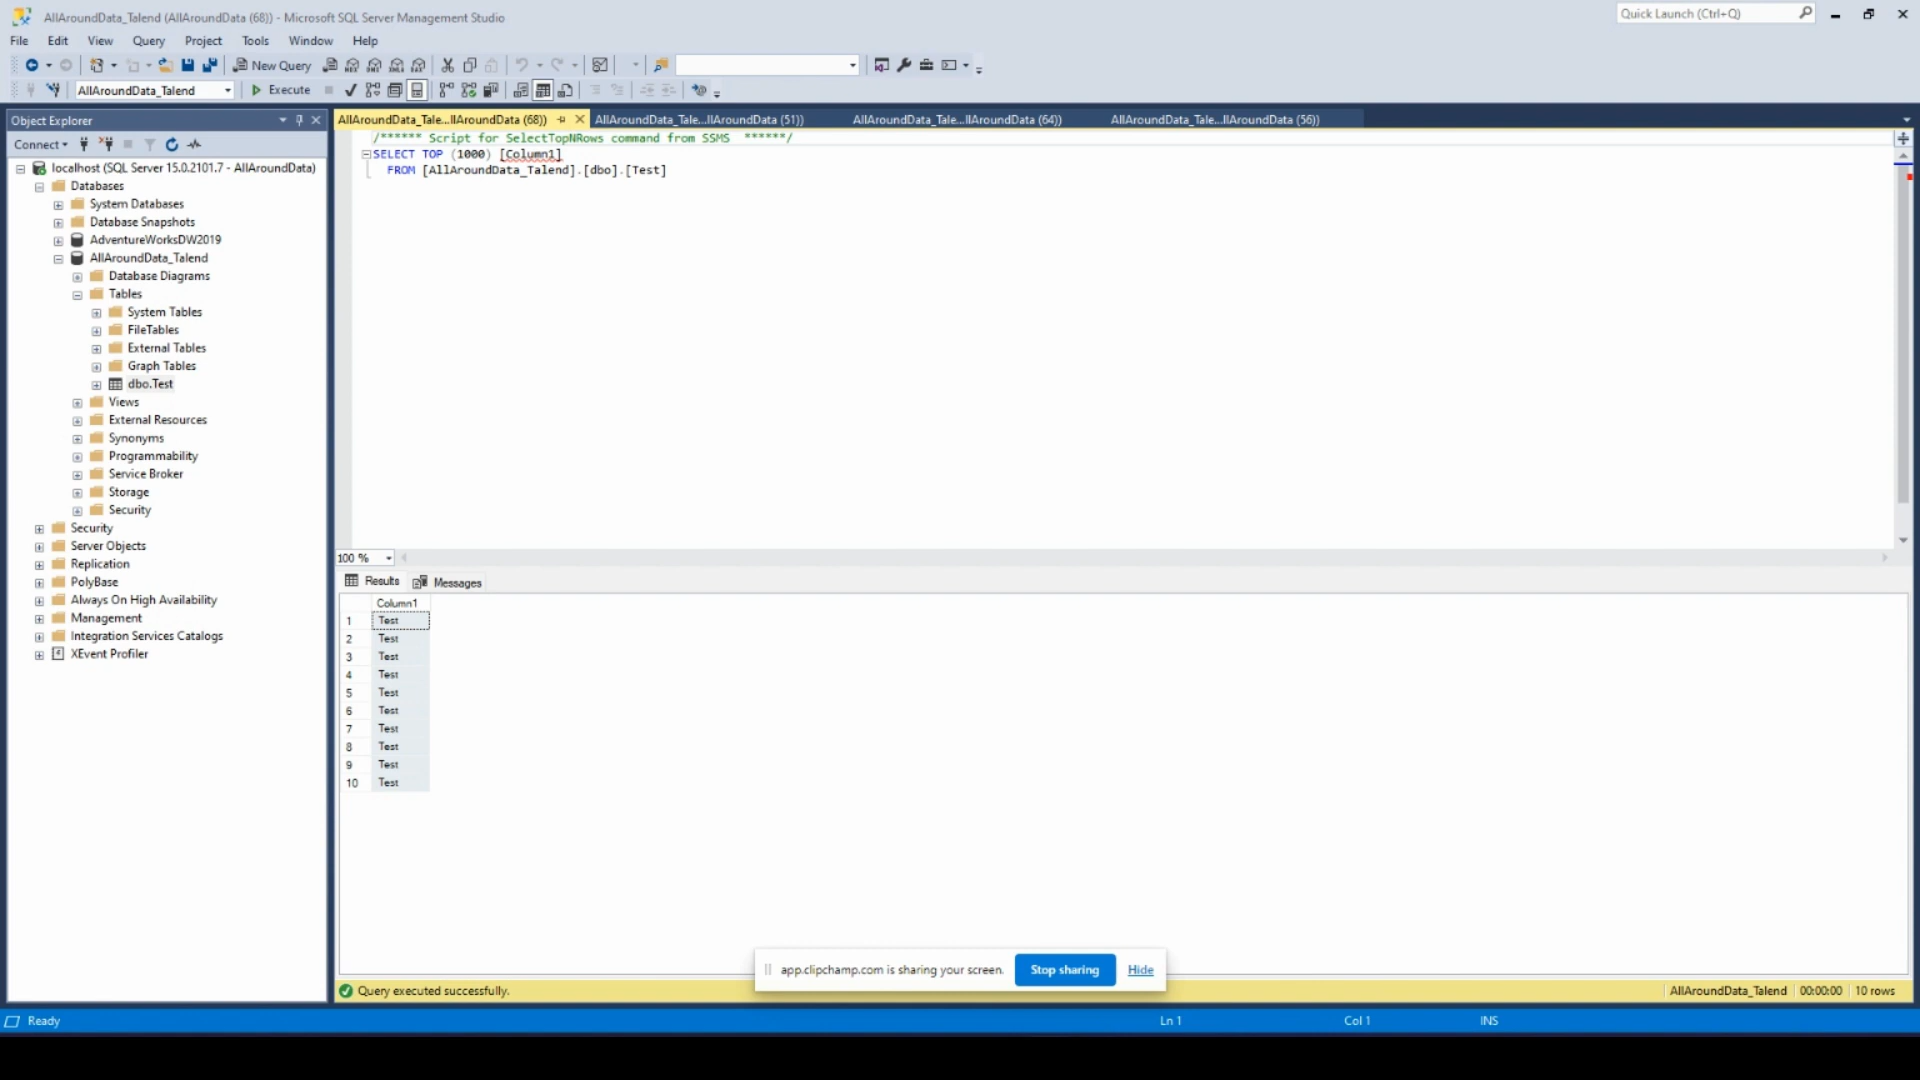 AllAroundData_Talend (AllAroundData (68)) - Microsoft SQL Server Management Studio
Quick Launch (Ctrl+Q)
File Edit View Query Project Tools Window Help
New Query
AllAroundData_Talend Execute
Object Explorer
Connect
localhost (SQL Server 15.0.2101.7 - AllAroundData)
Databases
System Databases
Database Snapshots
AdventureWorksDW2019
AllAroundData_Talend
Database Diagrams
Tables
System Tables
FileTables
External Tables
Graph Tables
dbo.Test
Views
External Resources
Synonyms
Programmability
Service Broker
Storage
Security
Security
Server Objects
Replication
PolyBase
Always On High Availability
Management
Integration Services Catalogs
XEvent Profiler
AllAroundData_Tale...llAroundData (68)) AllAroundData_Tale...llAroundData (51)) AllAroundData_Tale...llAroundData (64)) AllAroundData_Tale...llAroundData (56))
/****** Script for SelectTopNRows command from SSMS ******/
SELECT TOP (1000) [Column1]
FROM [AllAroundData_Talend].[dbo].[Test]
100 %
Results Messages
Column1
1 Test
2 Test
3 Test
4 Test
5 Test
6 Test
7 Test
8 Test
9 Test
10 Test
app.clipchamp.com is sharing your screen. Stop sharing Hide
Query executed successfully. AllAroundData_Talend 00:00:00 10 rows
Ready Ln 1 Col 1 INS